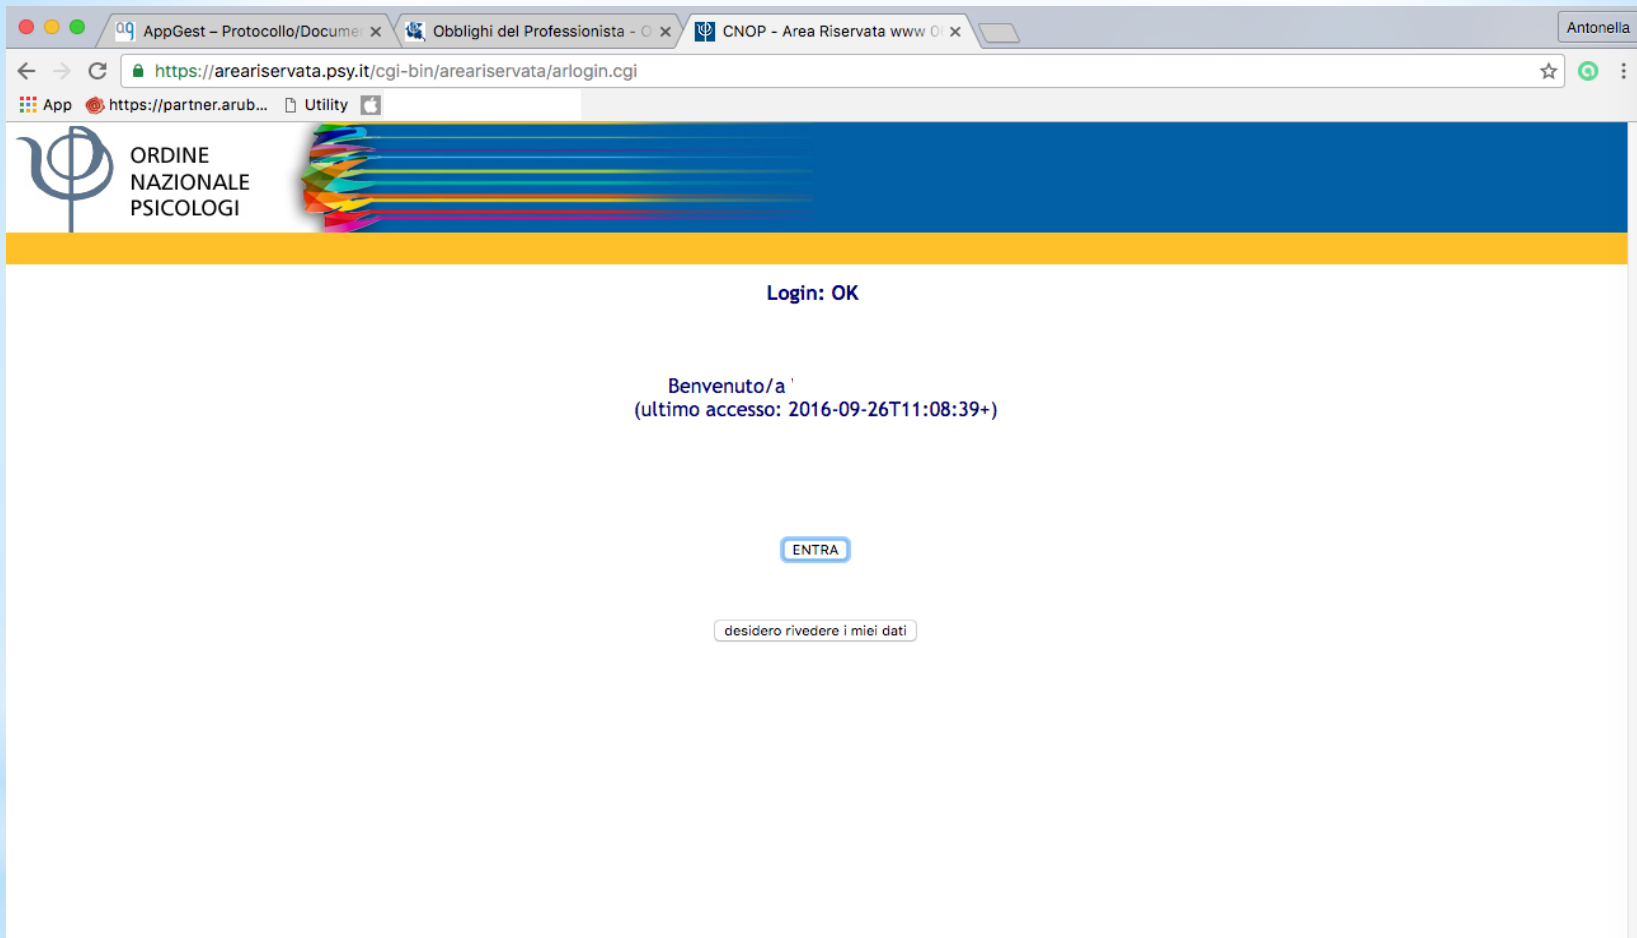 AppGest – Protocollo/Docume
Obblighi del Professionista - O
CNOP - Area Riservata www
Antonella
https://areariservata.psy.it/cgi-bin/areariservata/arlogin.cgi
App https://partner.arub... Utility
ORDINE
NAZIONALE
PSICOLOGI
Login: OK
Benvenuto/a
(ultimo accesso: 2016-09-26T11:08:39+)
ENTRA
desidero rivedere i miei dati